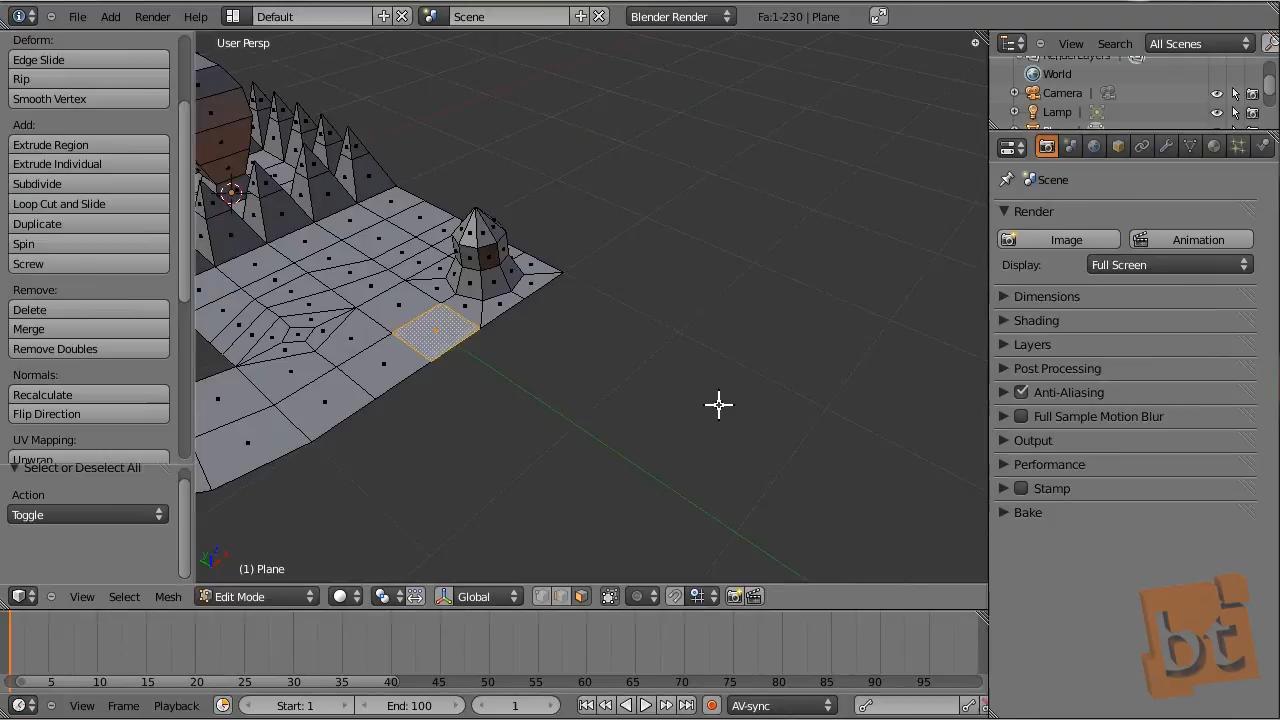 File Add Render Help Default Scene Blender Render Fa:1-230 | Plane
Deform:
Edge Slide
Rip
Smooth Vertex
Add:
Extrude Region
Extrude Individual
Subdivide
Loop Cut and Slide
Duplicate
Spin
Screw
Remove:
Delete
Merge
Remove Doubles
Normals:
Recalculate
Flip Direction
UV Mapping:
Unwrap
Select or Deselect All
Action
Toggle
User Persp
(1) Plane
View Select Mesh Edit Mode Global
View Search All Scenes
RenderLayers
World
Camera
Lamp
Scene
Render
Image Animation
Display: Full Screen
Dimensions
Shading
Layers
Post Processing
Anti-Aliasing
Full Sample Motion Blur
Output
Performance
Stamp
Bake
5 10 15 20 25 30 35 40 45 50 55 60 65 70 75 80 85 90 95
View Frame Playback Start: 1 End: 100 1 AV-sync
bt